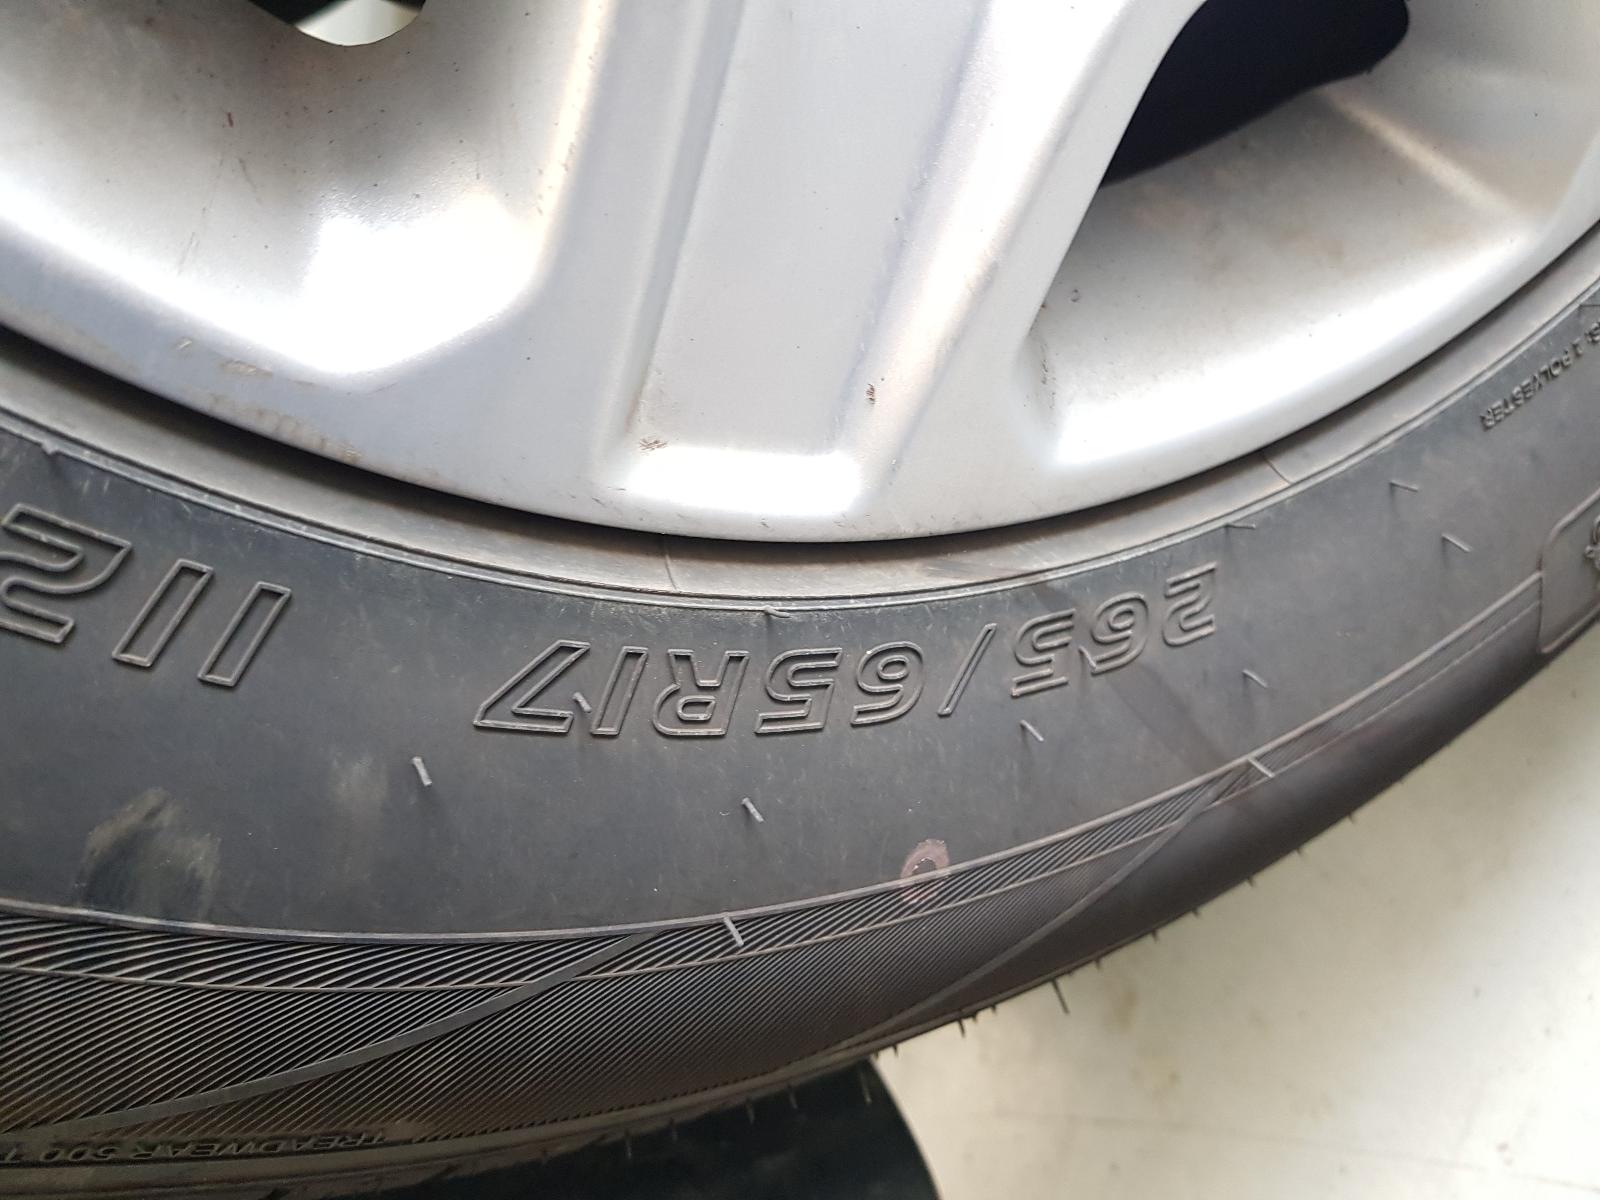 265/65R17 112
TREADWEAR 500
POLYESTER